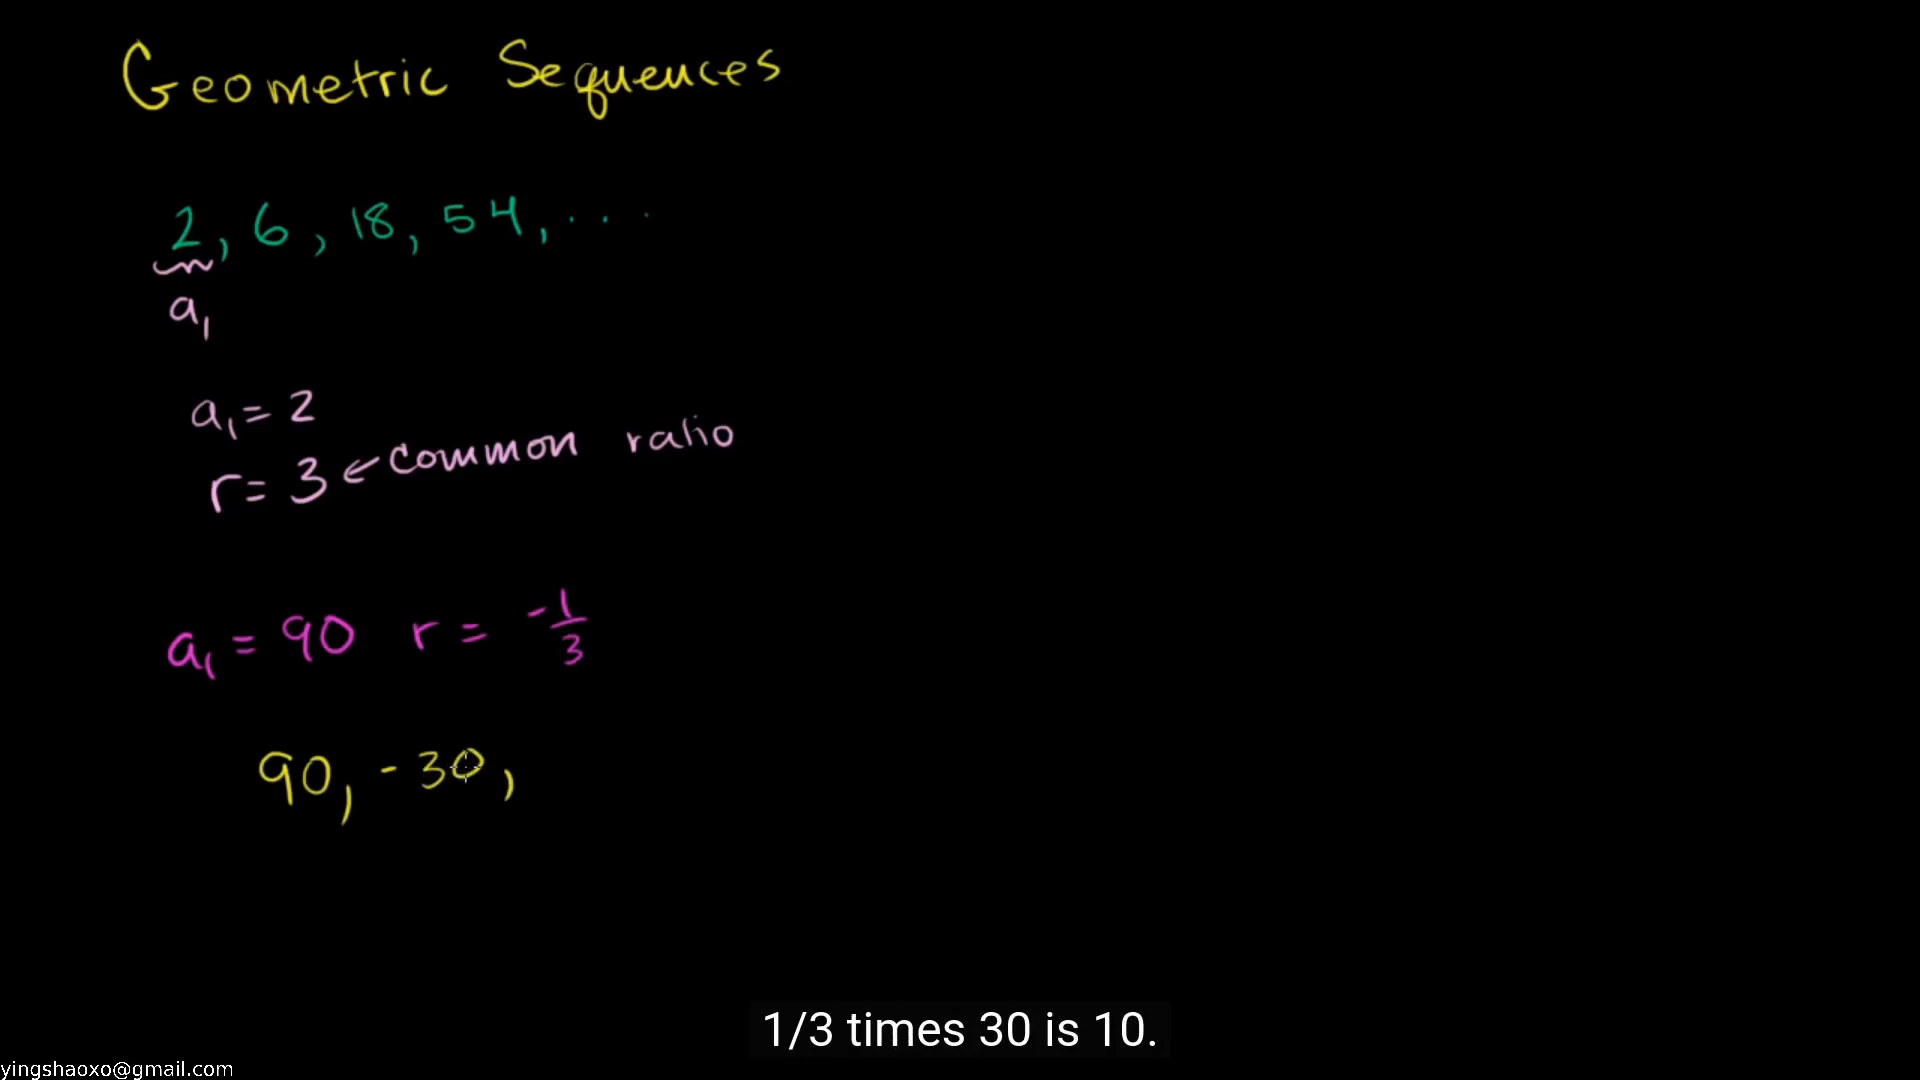 Geometric Sequences
2, 6, 18, 54, ...
a₁
a₁ = 2
r = 3 ← common ratio
a₁ = 90 r = -1/3
90, -30,
1/3 times 30 is 10.
yingshaoxo@gmail.com